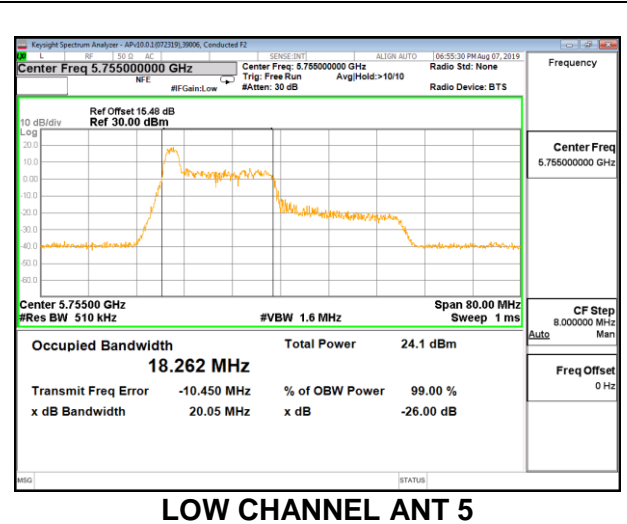 Keysight Spectrum Analyzer - APv10.0.1(072319),39006, Conducted F2
L RF 50 Ω AC SENSE:INT ALIGN AUTO 06:55:30 PM Aug 07, 2019
Center Freq 5.755000000 GHz Center Freq: 5.755000000 GHz Radio Std: None Frequency
NFE Trig: Free Run Avg|Hold:>10/10
#IFGain:Low #Atten: 30 dB Radio Device: BTS
Ref Offset 15.48 dB
10 dB/div Ref 30.00 dBm
Log
20.0
10.0
0.00
-10.0
-20.0
-30.0
-40.0
-50.0
-60.0
Center Freq
5.755000000 GHz
Center 5.75500 GHz Span 80.00 MHz
#Res BW 510 kHz #VBW 1.6 MHz Sweep 1 ms
CF Step
8.000000 MHz
Auto Man
Occupied Bandwidth Total Power 24.1 dBm
18.262 MHz
Freq Offset
0 Hz
Transmit Freq Error -10.450 MHz % of OBW Power 99.00 %
x dB Bandwidth 20.05 MHz x dB -26.00 dB
MSG STATUS
LOW CHANNEL ANT 5